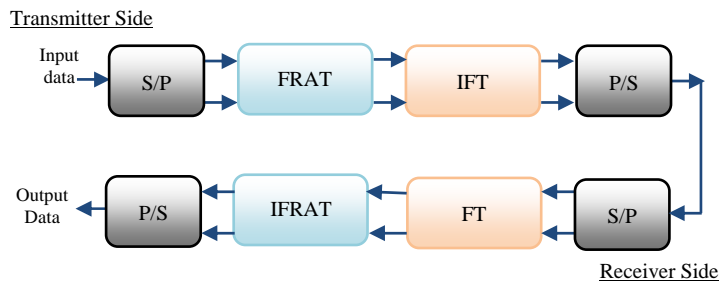 Transmitter Side
Input
data
S/P
FRAT
IFT
P/S
Output
Data
P/S
IFRAT
FT
S/P
Receiver Side